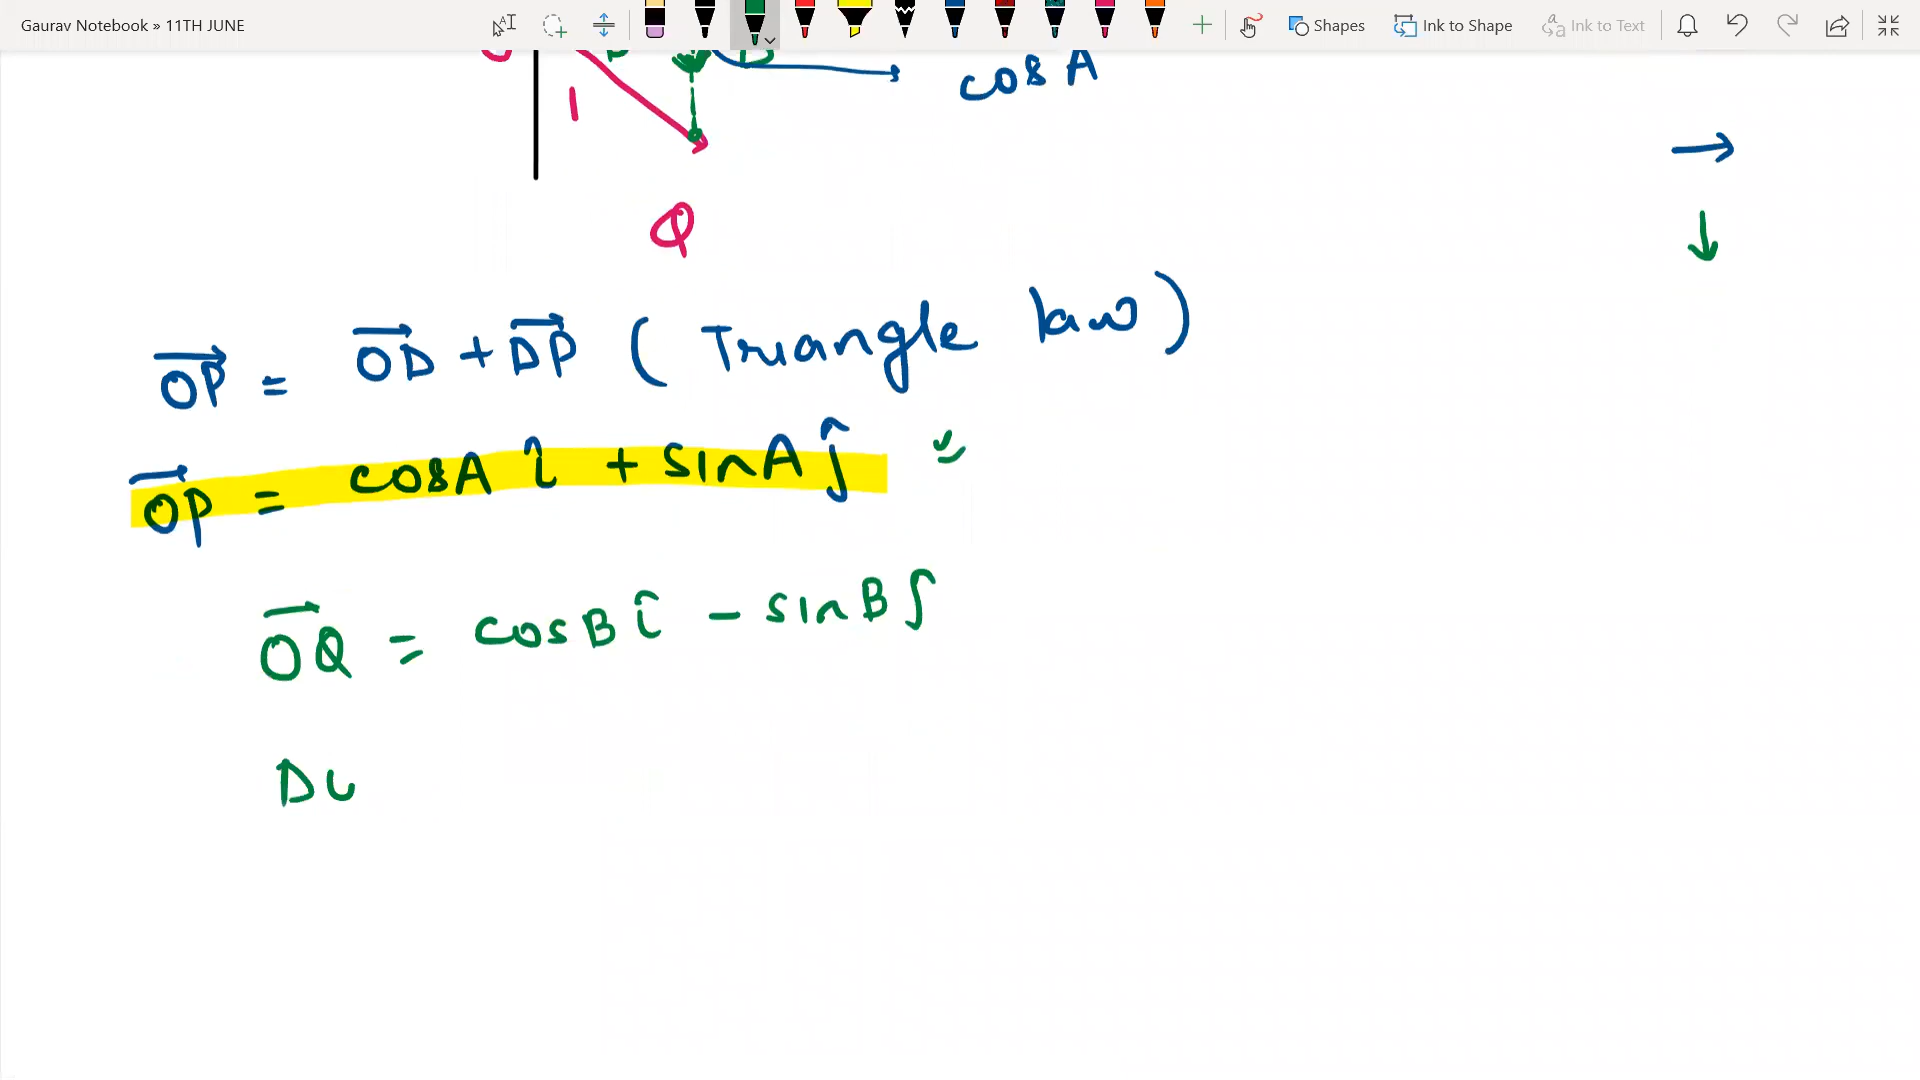 Gaurav Notebook » 11TH JUNE
Shapes
Ink to Shape
Ink to Text
cos A
1
Q
OP = OD + DP ( Triangle law )
OP = cosA î + sinA ĵ
OQ = cosB î - sinB ĵ
Du